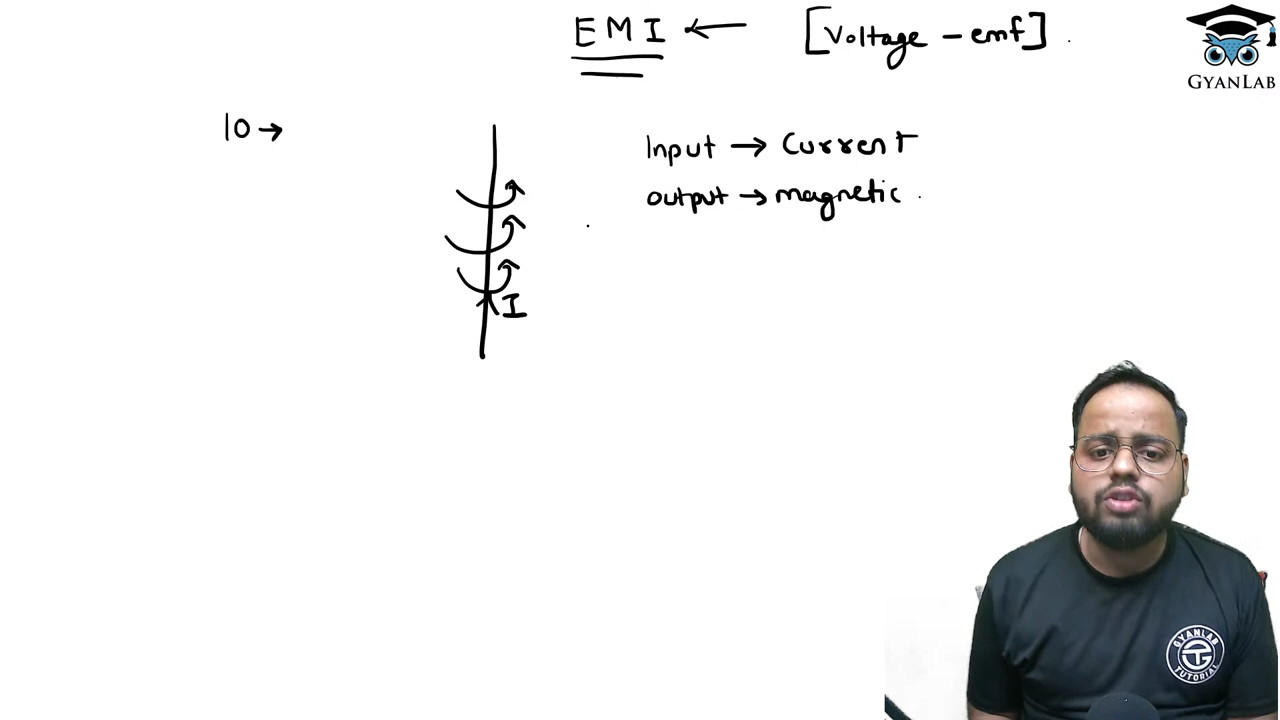 EMI ← [Voltage - emf]
GYANLAB
10 →
Input → Current
output → magnetic
I
GYANLAB
TUTORIAL